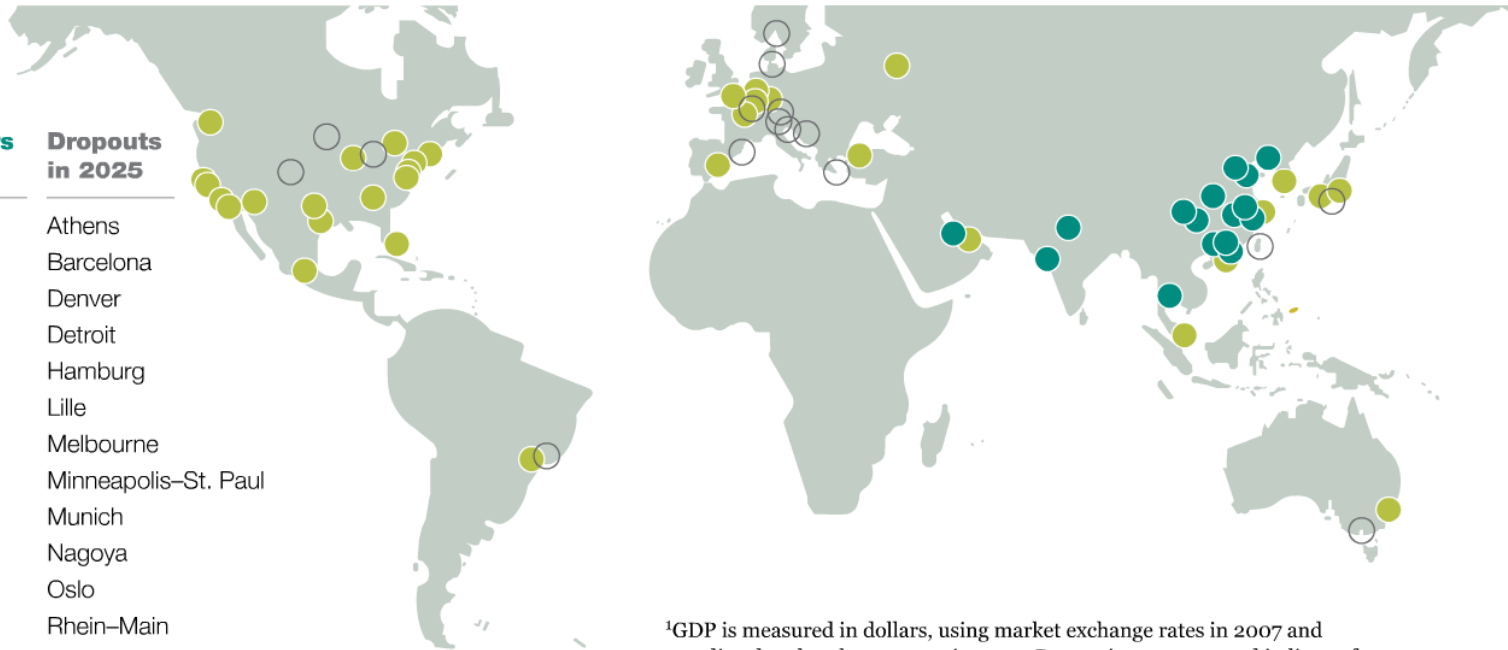 Dropouts
in 2025
Athens
Barcelona
Denver
Detroit
Hamburg
Lille
Melbourne
Minneapolis–St. Paul
Munich
Nagoya
Oslo
Rhein–Main
¹GDP is measured in dollars, using market exchange rates in 2007 and